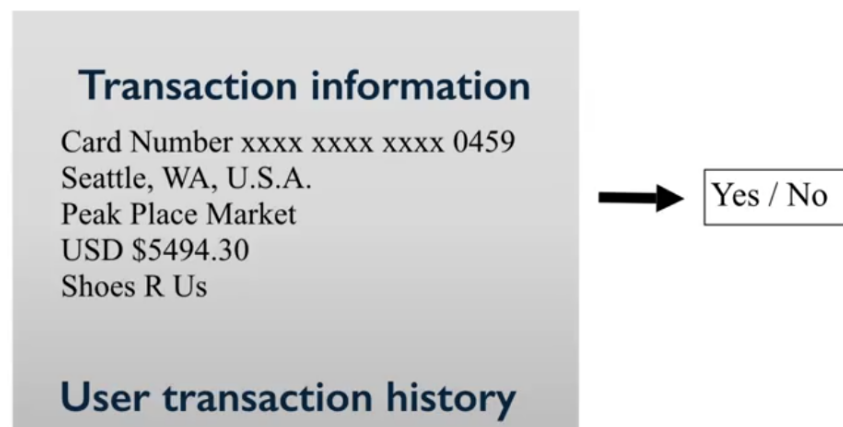 Transaction information
Card Number xxxx xxxx xxxx 0459
Seattle, WA, U.S.A.
Peak Place Market
USD $5494.30
Shoes R Us
Yes / No
User transaction history